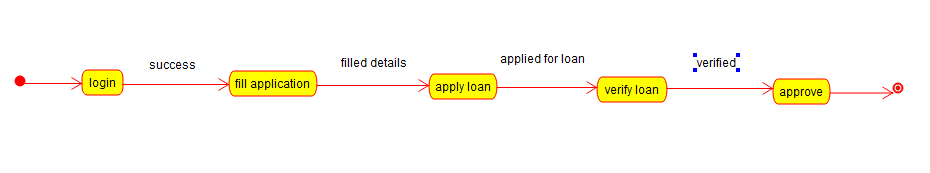 login
success
fill application
filled details
apply loan
applied for loan
verify loan
verified
approve